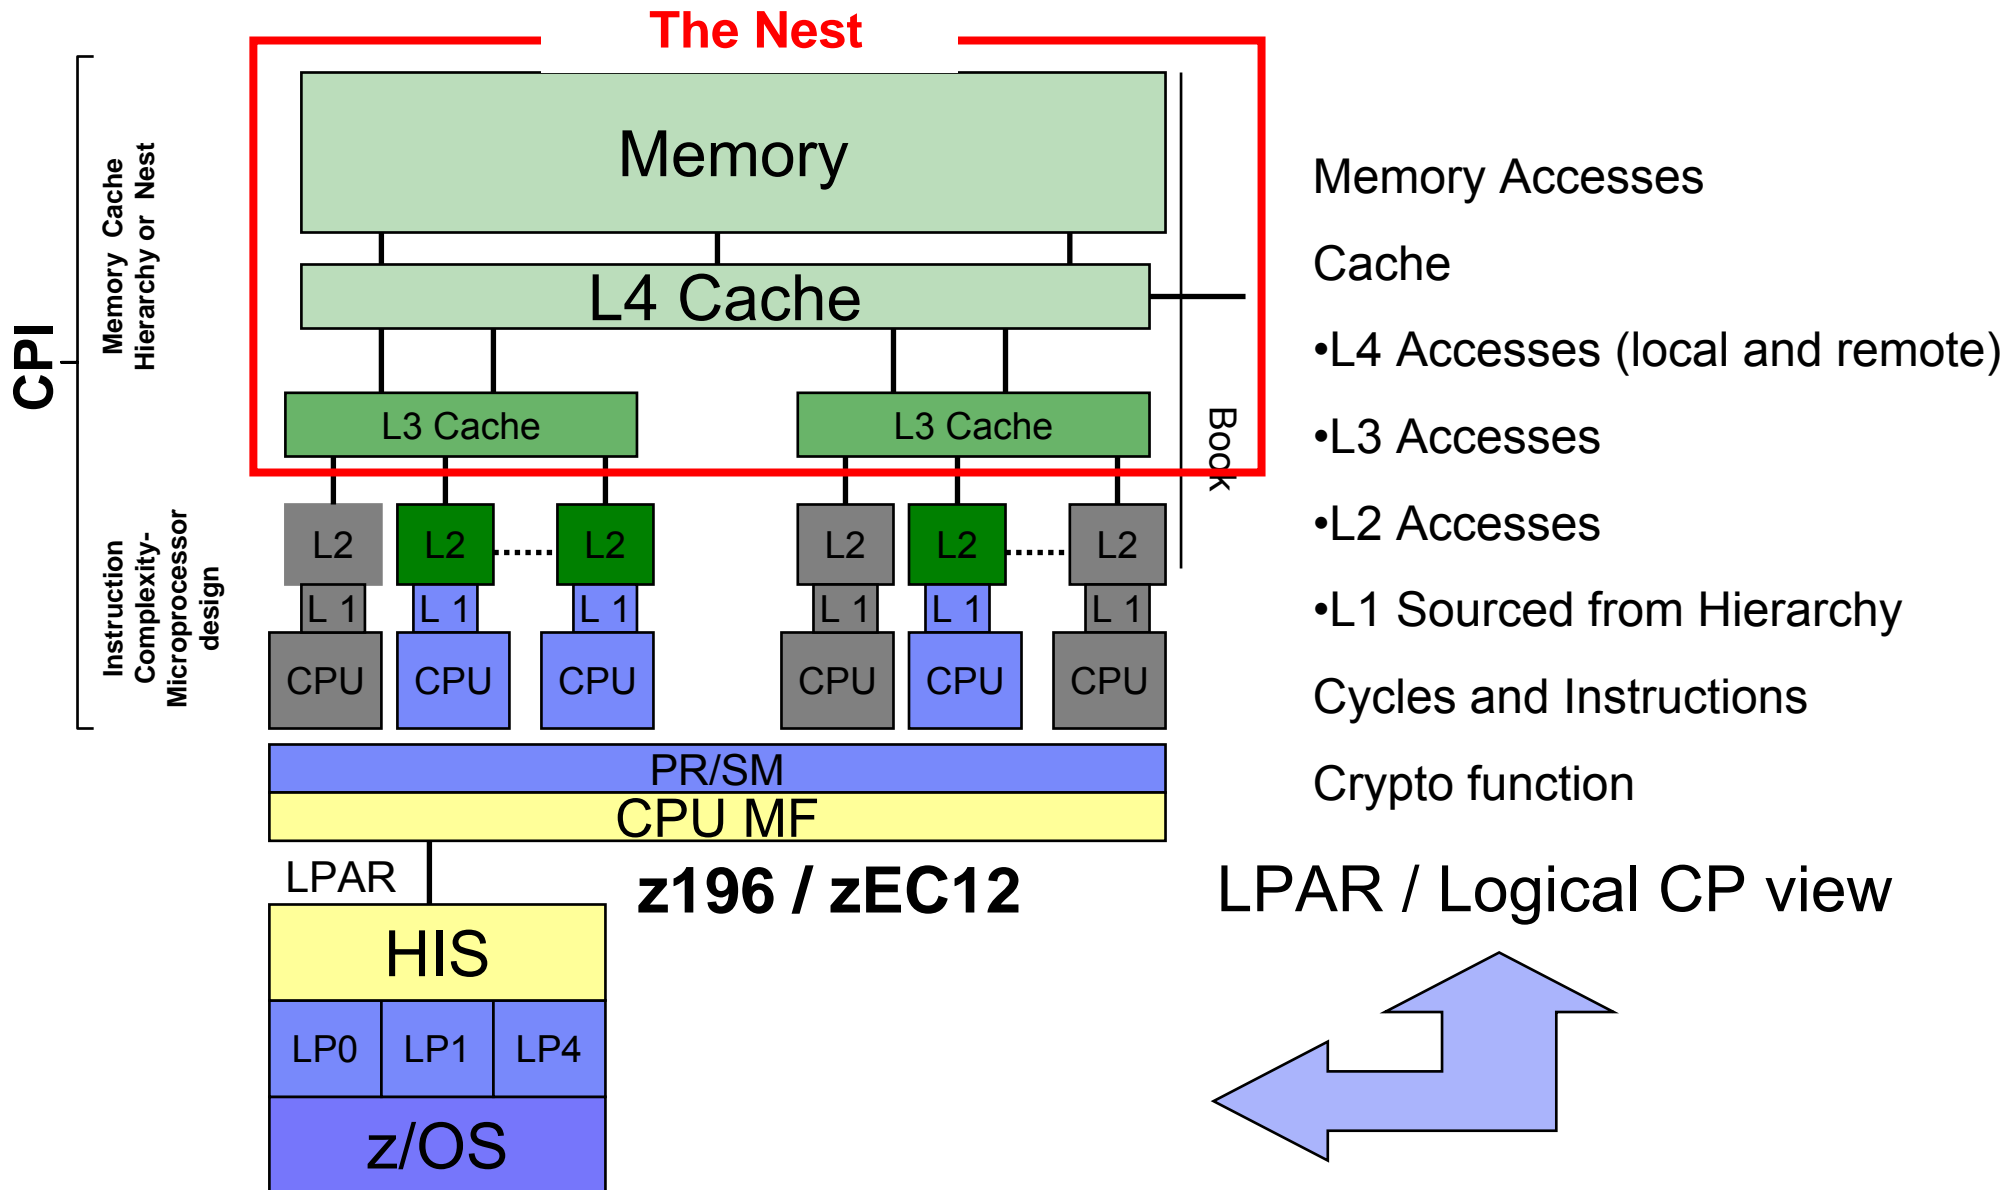 The Nest
CPI
Memory Cache
Hierarchy or Nest
Instruction
Complexity-
Microprocessor
design
Memory
L4 Cache
L3 Cache
L3 Cache
Book
L2
L2
L2
L2
L2
L2
L 1
L 1
L 1
L 1
L 1
L 1
CPU
CPU
CPU
CPU
CPU
CPU
PR/SM
CPU MF
LPAR
z196 / zEC12
HIS
LP0
LP1
LP4
z/OS
Memory Accesses
Cache
•L4 Accesses (local and remote)
•L3 Accesses
•L2 Accesses
•L1 Sourced from Hierarchy
Cycles and Instructions
Crypto function
LPAR / Logical CP view